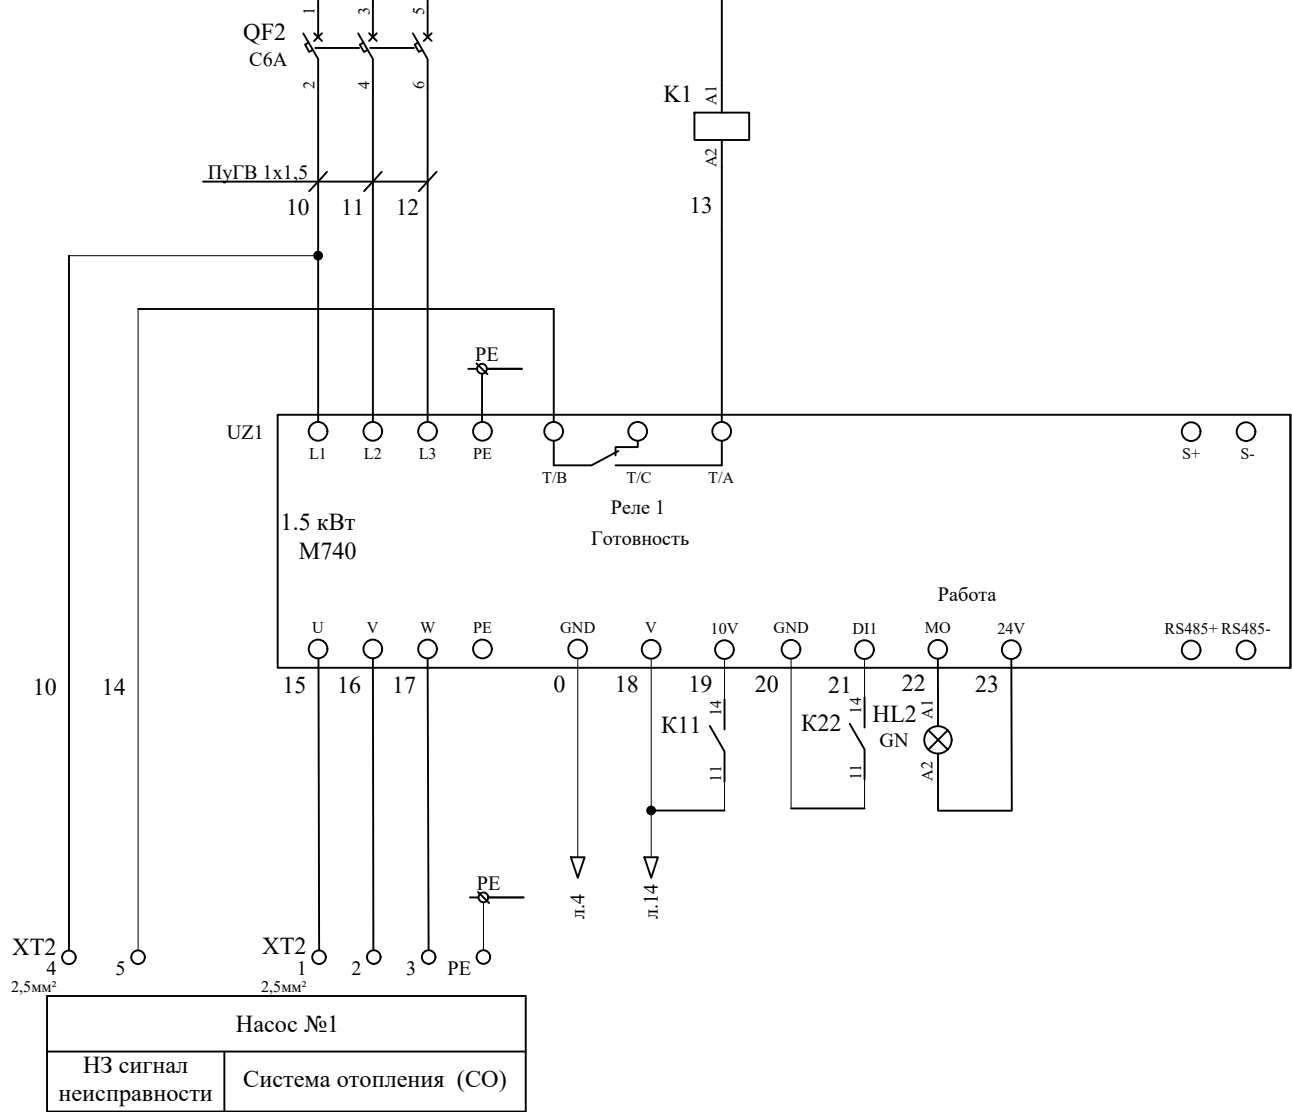 1 3 5
QF2
C6A
2 4 6
K1
A1
A2
ПуГВ 1x1,5
10 11 12
13
PE
UZ1
L1 L2 L3 PE
T/B T/C T/A
S+ S-
Реле 1
Готовность
1.5 кВт
M740
Работа
U V W PE GND V 10V GND DI1 MO 24V RS485+ RS485-
10 14
15 16 17 0 18 19 20 21 22 23
K11
14
11
K22
14
11
HL2
GN
A1
A2
л.4
л.14
PE
XT2
4 5
2,5мм²
XT2
1 2 3 PE
2,5мм²
Насос №1
НЗ сигнал
неисправности
Система отопления (СО)